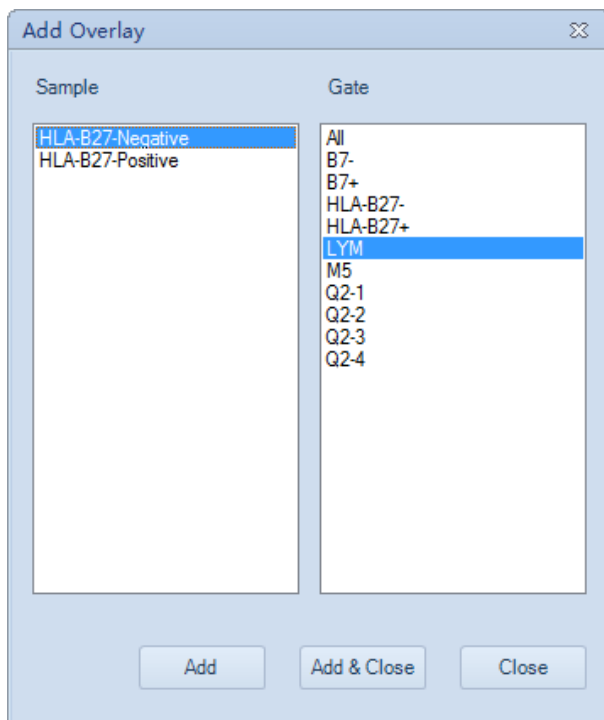 Add Overlay
Sample
Gate
HLA-B27-Negative
HLA-B27-Positive
All
B7-
B7+
HLA-B27-
HLA-B27+
LYM
M5
Q2-1
Q2-2
Q2-3
Q2-4
Add
Add & Close
Close